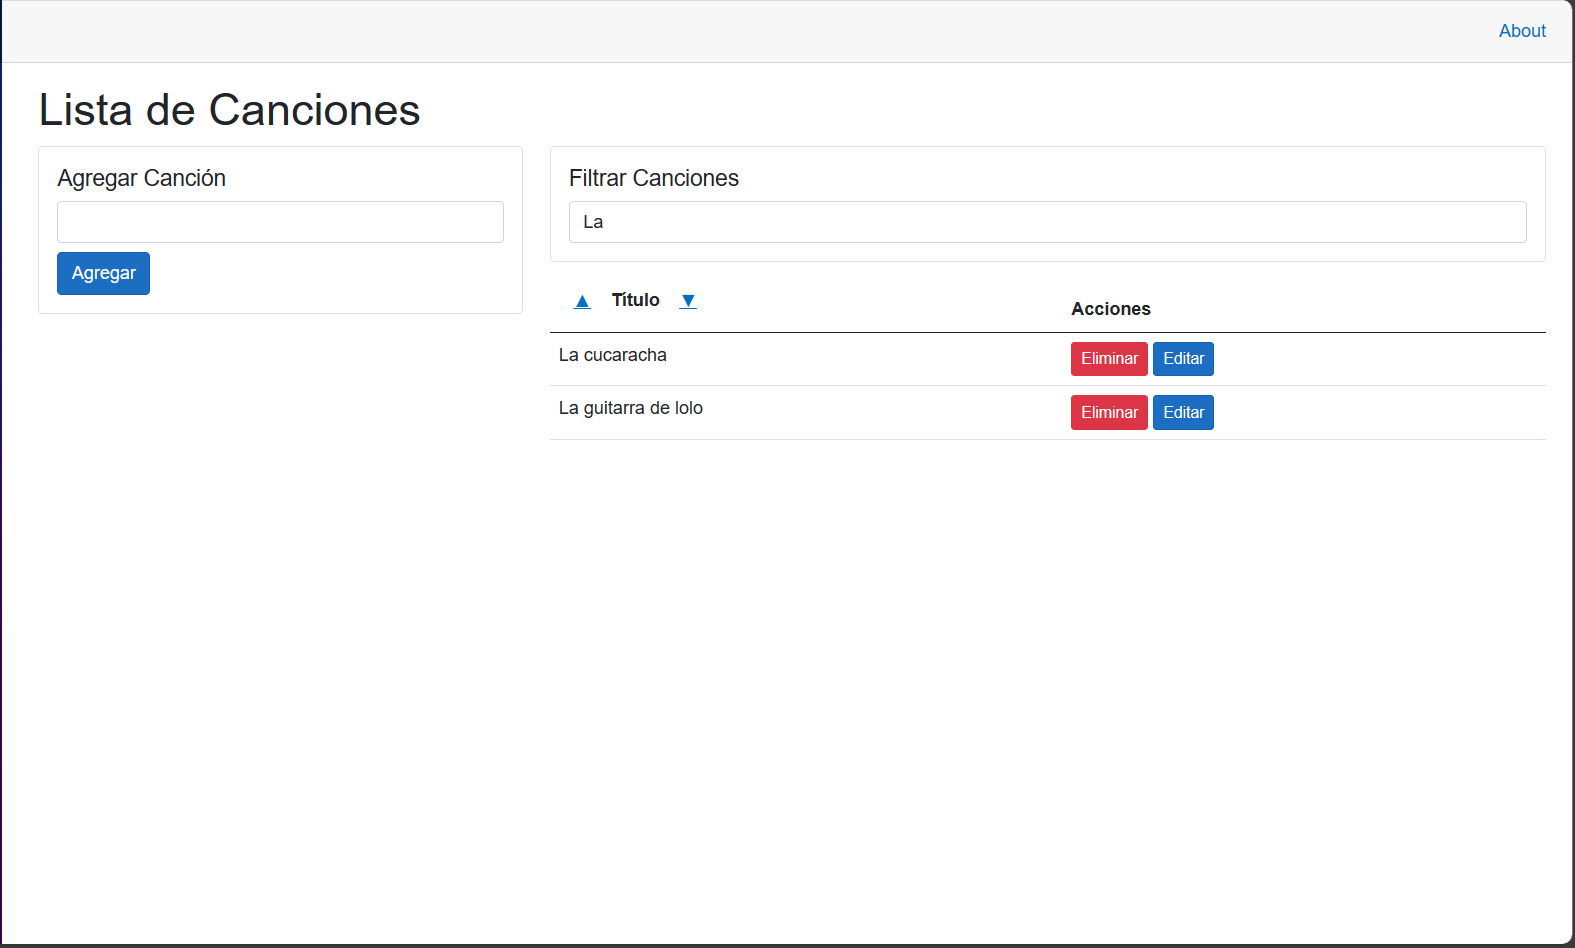 About
Lista de Canciones
Agregar Canción
Agregar
Filtrar Canciones
La
▲ Título ▼ Acciones
La cucaracha Eliminar Editar
La guitarra de lolo Eliminar Editar